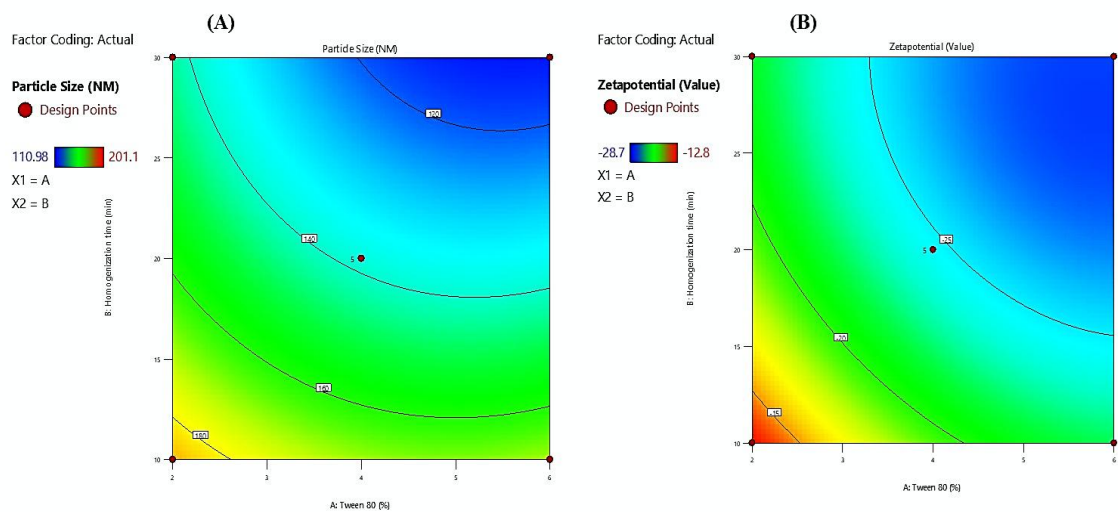 (A)
Factor Coding: Actual
Particle Size (NM)
Particle Size (NM)
Design Points
110.98 201.1
X1 = A
X2 = B
B: Homogenization time (min)
30
25
20
15
10
120
140
5
160
180
2 3 4 5 6
A: Tween 80 (%)
(B)
Factor Coding: Actual
Zetapotential (Value)
Zetapotential (Value)
Design Points
-28.7 -12.8
X1 = A
X2 = B
B: Homogenization time (min)
30
25
20
15
10
-25
5
-20
-15
2 3 4 5 6
A: Tween 80 (%)